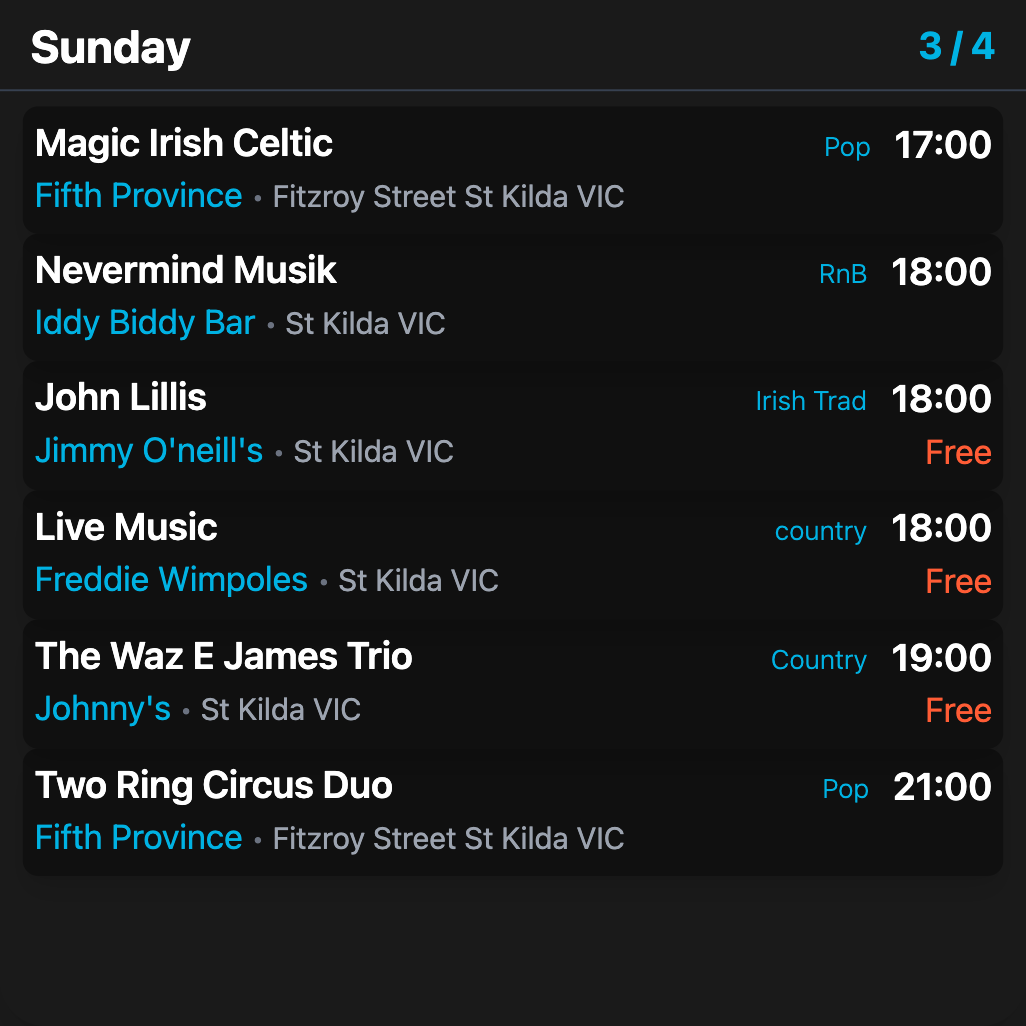 Sunday 3 / 4
Magic Irish Celtic Pop 17:00
Fifth Province • Fitzroy Street St Kilda VIC
Nevermind Musik RnB 18:00
Iddy Biddy Bar • St Kilda VIC
John Lillis Irish Trad 18:00
Jimmy O'neill's • St Kilda VIC Free
Live Music country 18:00
Freddie Wimpoles • St Kilda VIC Free
The Waz E James Trio Country 19:00
Johnny's • St Kilda VIC Free
Two Ring Circus Duo Pop 21:00
Fifth Province • Fitzroy Street St Kilda VIC